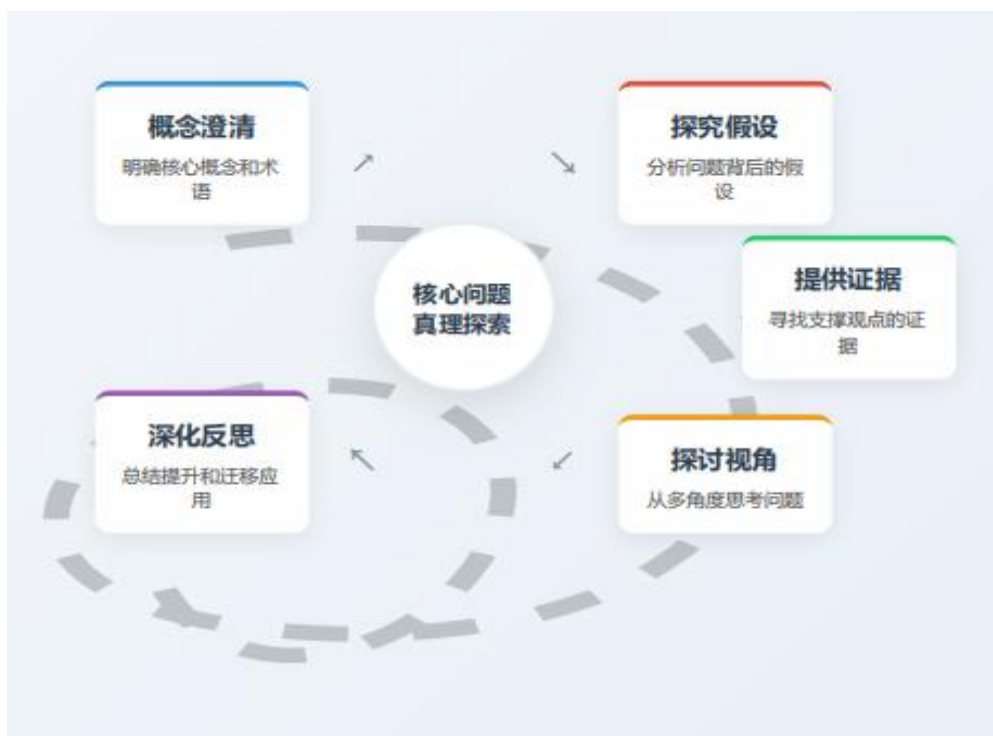 概念澄清
明确核心概念和术
语
探究假设
分析问题背后的假
设
提供证据
寻找支撑观点的证
据
核心问题
真理探索
深化反思
总结提升和迁移应
用
探讨视角
从多角度思考问题